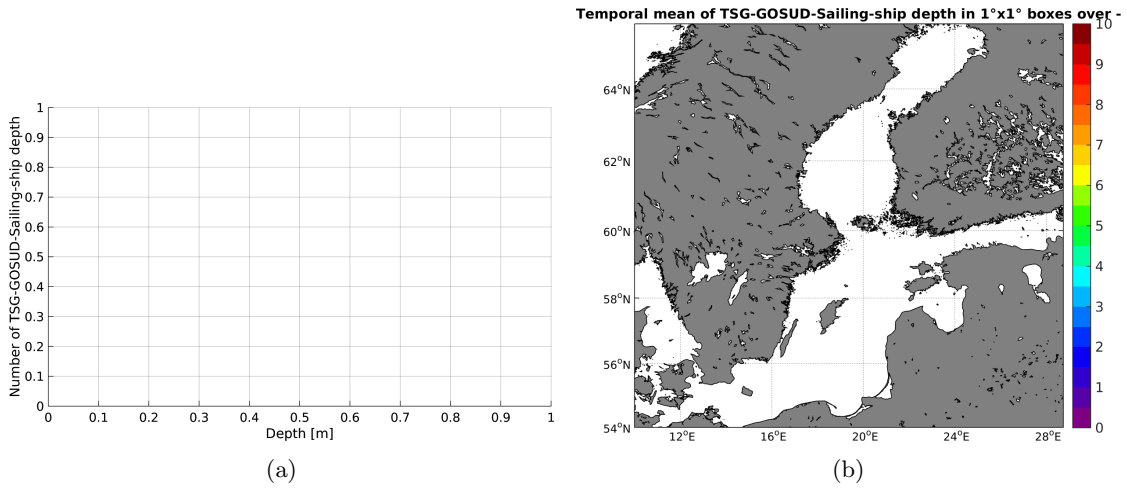 Temporal mean of TSG-GOSUD-Sailing-ship depth in 1°x1° boxes over -
Number of TSG-GOSUD-Sailing-ship depth
1
0.9
0.8
0.7
0.6
0.5
0.4
0.3
0.2
0.1
0
0 0.1 0.2 0.3 0.4 0.5 0.6 0.7 0.8 0.9 1
Depth [m]
(a)
64°N
62°N
60°N
58°N
56°N
54°N
12°E 16°E 20°E 24°E 28°E
10
9
8
7
6
5
4
3
2
1
0
(b)